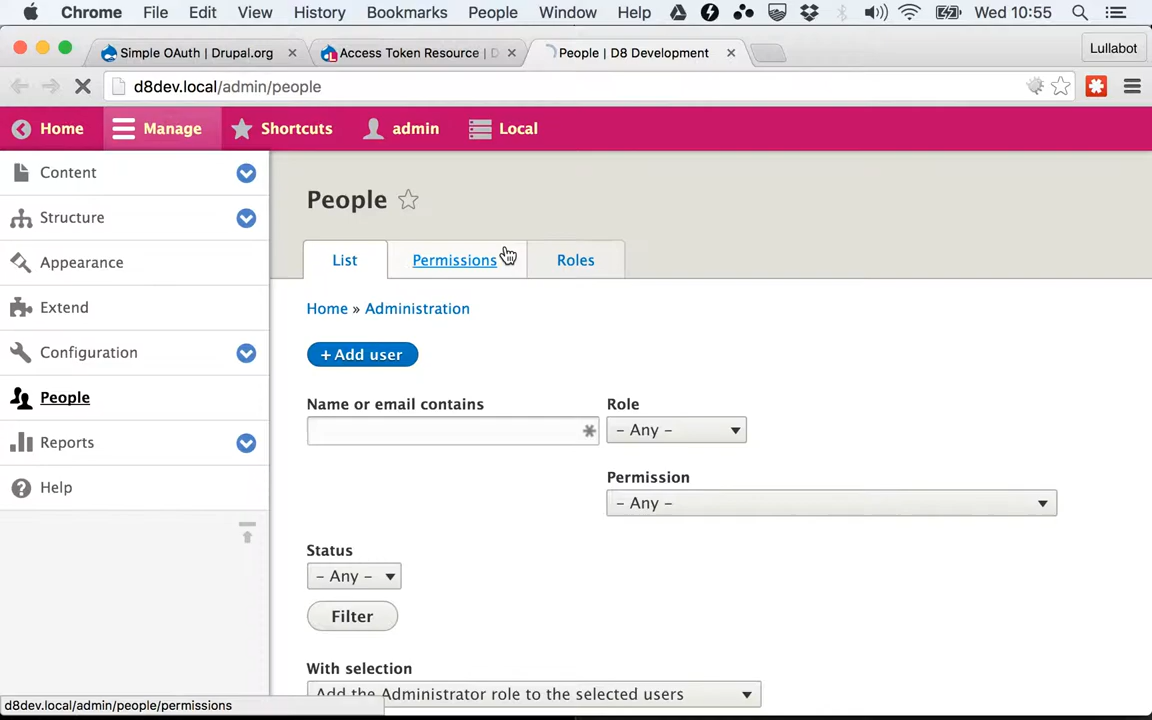 Chrome File Edit View History Bookmarks People Window Help Wed 10:55
Simple OAuth | Drupal.org Access Token Resource | D People | D8 Development Lullabot
d8dev.local/admin/people
Home Manage Shortcuts admin Local
Content
Structure
Appearance
Extend
Configuration
People
Reports
Help
People
List Permissions Roles
Home » Administration
+ Add user
Name or email contains Role
– Any –
Permission
– Any –
Status
– Any –
Filter
With selection
Add the Administrator role to the selected users
d8dev.local/admin/people/permissions